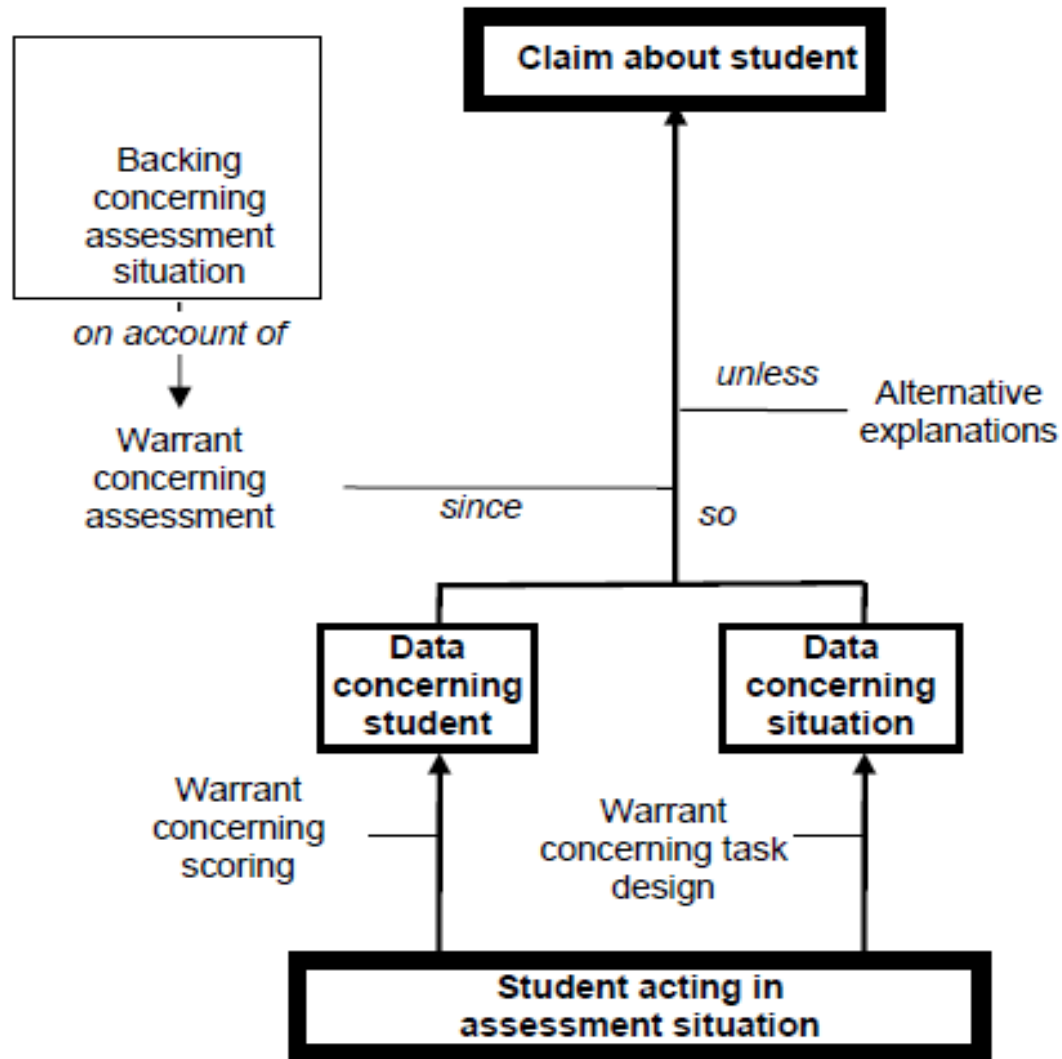 Claim about student
Backing
concerning
assessment
situation
on account of
unless
Alternative
explanations
Warrant
concerning
assessment
since
so
Data
concerning
student
Data
concerning
situation
Warrant
concerning
scoring
Warrant
concerning task
design
Student acting in
assessment situation